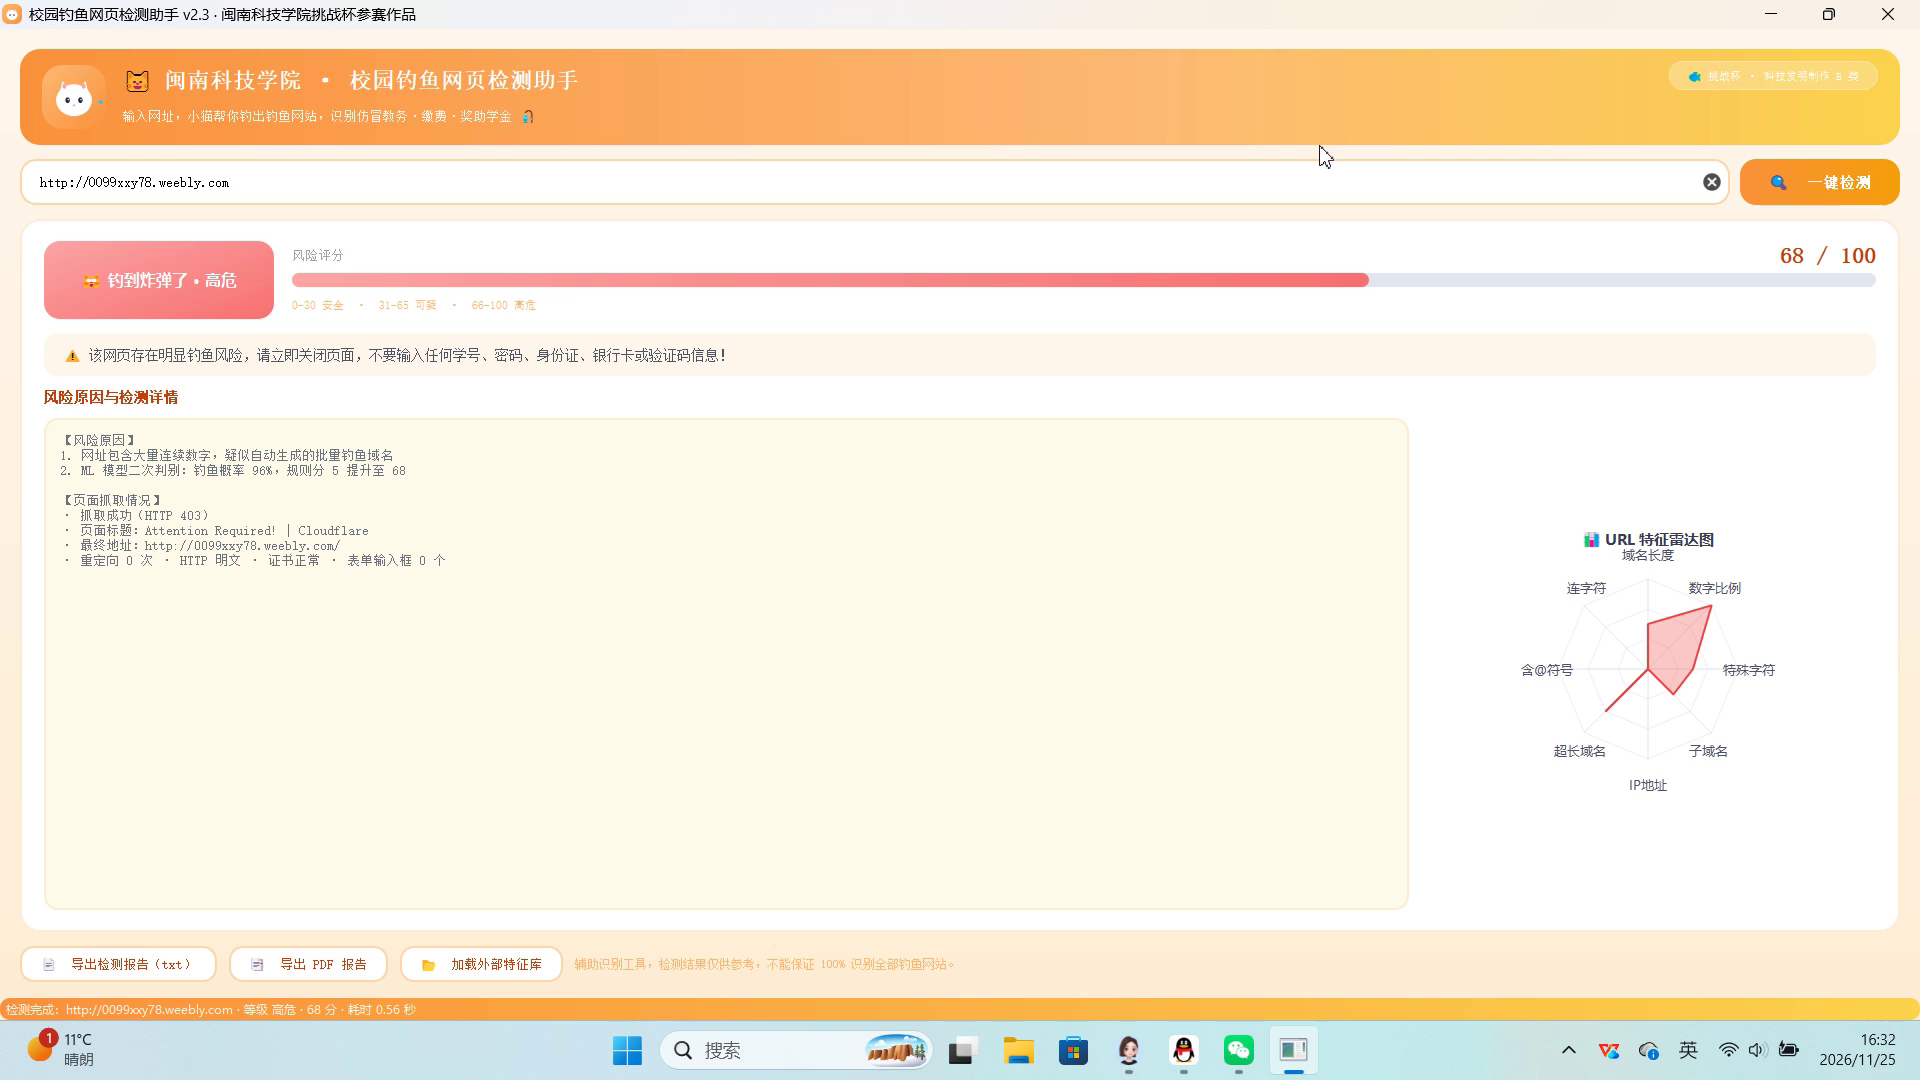 校园钓鱼网页检测助手 v2.3 · 闽南科技学院挑战杯参赛作品
闽南科技学院 · 校园钓鱼网页检测助手
输入网址，小猫帮你钓出钓鱼网站，识别仿冒教务·缴费·奖助学金
挑战杯 · 科技发明制作 B 类
http://0099xxy78.weebly.com
一键检测
钓到炸弹了 • 高危
风险评分
68 / 100
0-30 安全 · 31-65 可疑 · 66-100 高危
该网页存在明显钓鱼风险，请立即关闭页面，不要输入任何学号、密码、身份证、银行卡或验证码信息！
风险原因与检测详情
【风险原因】
1. 网址包含大量连续数字，疑似自动生成的批量钓鱼域名
2. ML 模型二次判别：钓鱼概率 96%，规则分 5 提升至 68
【页面抓取情况】
· 抓取成功（HTTP 403）
· 页面标题：Attention Required! | Cloudflare
· 最终地址：http://0099xxy78.weebly.com/
· 重定向 0 次 · HTTP 明文 · 证书正常 · 表单输入框 0 个
URL 特征雷达图
域名长度
连字符
数字比例
含@符号
特殊字符
超长域名
子域名
IP地址
导出检测报告（txt）
导出 PDF 报告
加载外部特征库
辅助识别工具，检测结果仅供参考，不能保证 100% 识别全部钓鱼网站。
检测完成：http://0099xxy78.weebly.com · 等级 高危 · 68 分 · 耗时 0.56 秒
1
11°C
晴朗
搜索
英
16:32
2026/11/25